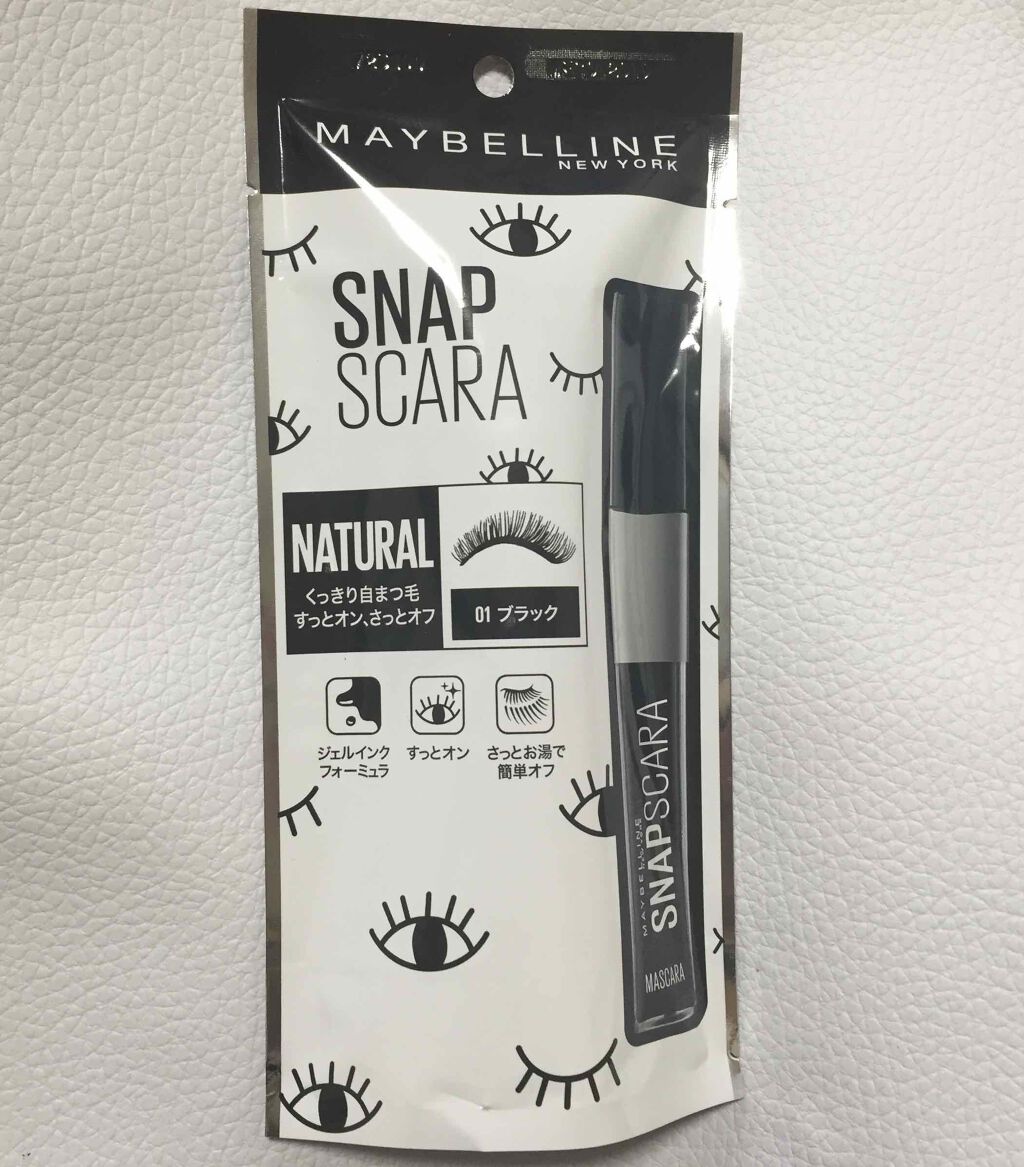 MAYBELLINE
NEW YORK
SNAP
SCARA
NATURAL
くっきり自まつ毛
すっとオン、さっとオフ
01 ブラック
ジェルインク
フォーミュラ
すっとオン
さっとお湯で
簡単オフ
MAYBELLINE
SNAPSCARA
MASCARA